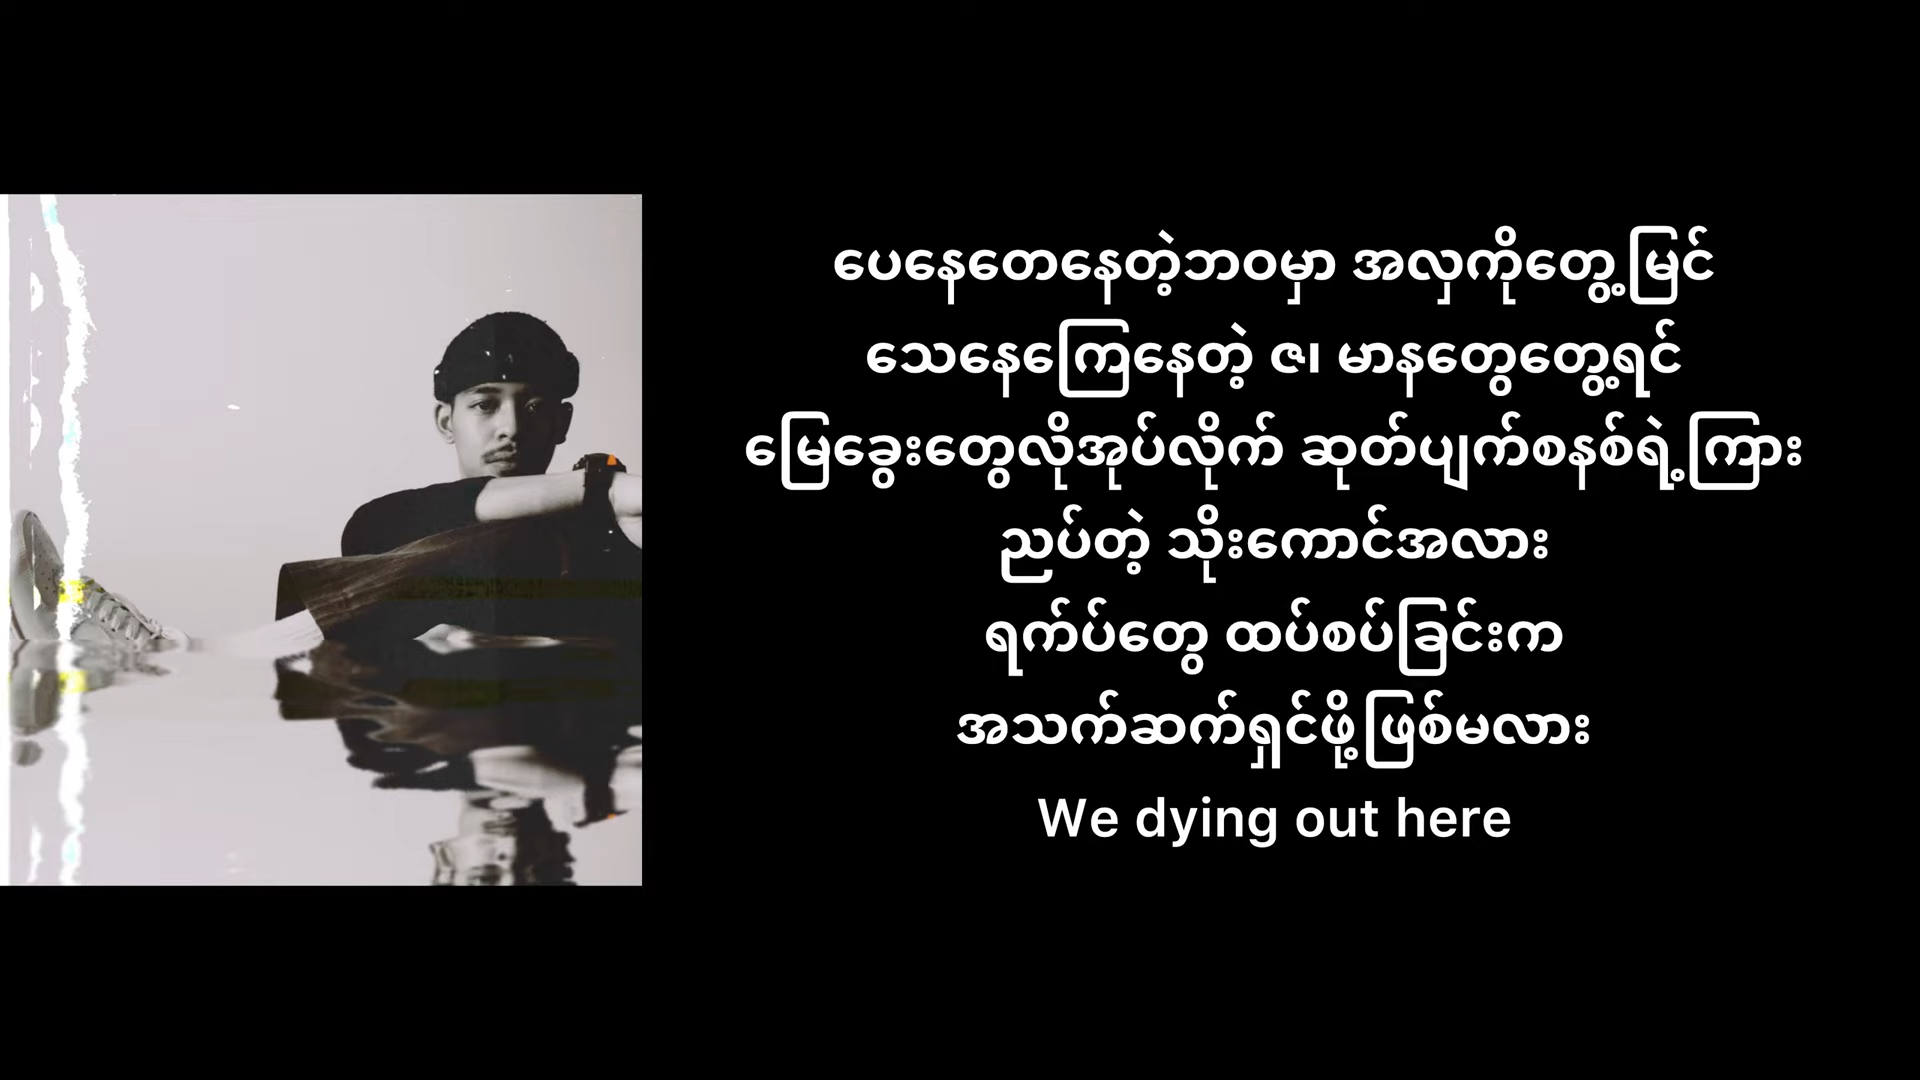 ပေနေတေနေတဲ့ဘဝမှာ အလှကိုတွေ့မြင်
သေနေကြေနေတဲ့ ဇ၊ မာနတွေတွေ့ရင်
မြေခွေးတွေလိုအုပ်လိုက် ဆုတ်ပျက်စနစ်ရဲ့ကြား
ညပ်တဲ့ သိုးကောင်အလား
ရက်ပ်တွေ ထပ်စပ်ခြင်းက
အသက်ဆက်ရှင်ဖို့ဖြစ်မလား
We dying out here